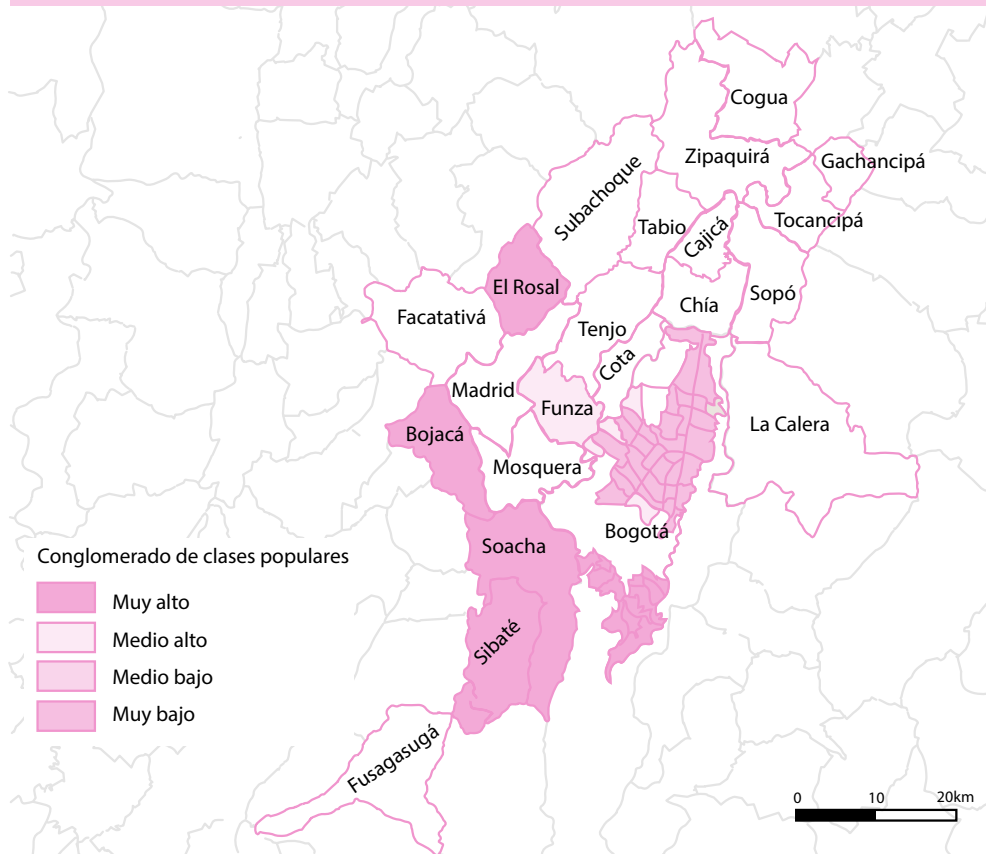 Cogua
Zipaquirá
Gachancipá
Subachoque
Tabio
Cajicá
Tocancipá
El Rosal
Chía
Sopó
Facatativá
Tenjo
Cota
Madrid
Funza
La Calera
Bojacá
Mosquera
Bogotá
Soacha
Conglomerado de clases populares
Muy alto
Medio alto
Medio bajo
Muy bajo
Sibaté
Fusagasugá
0 10 20km